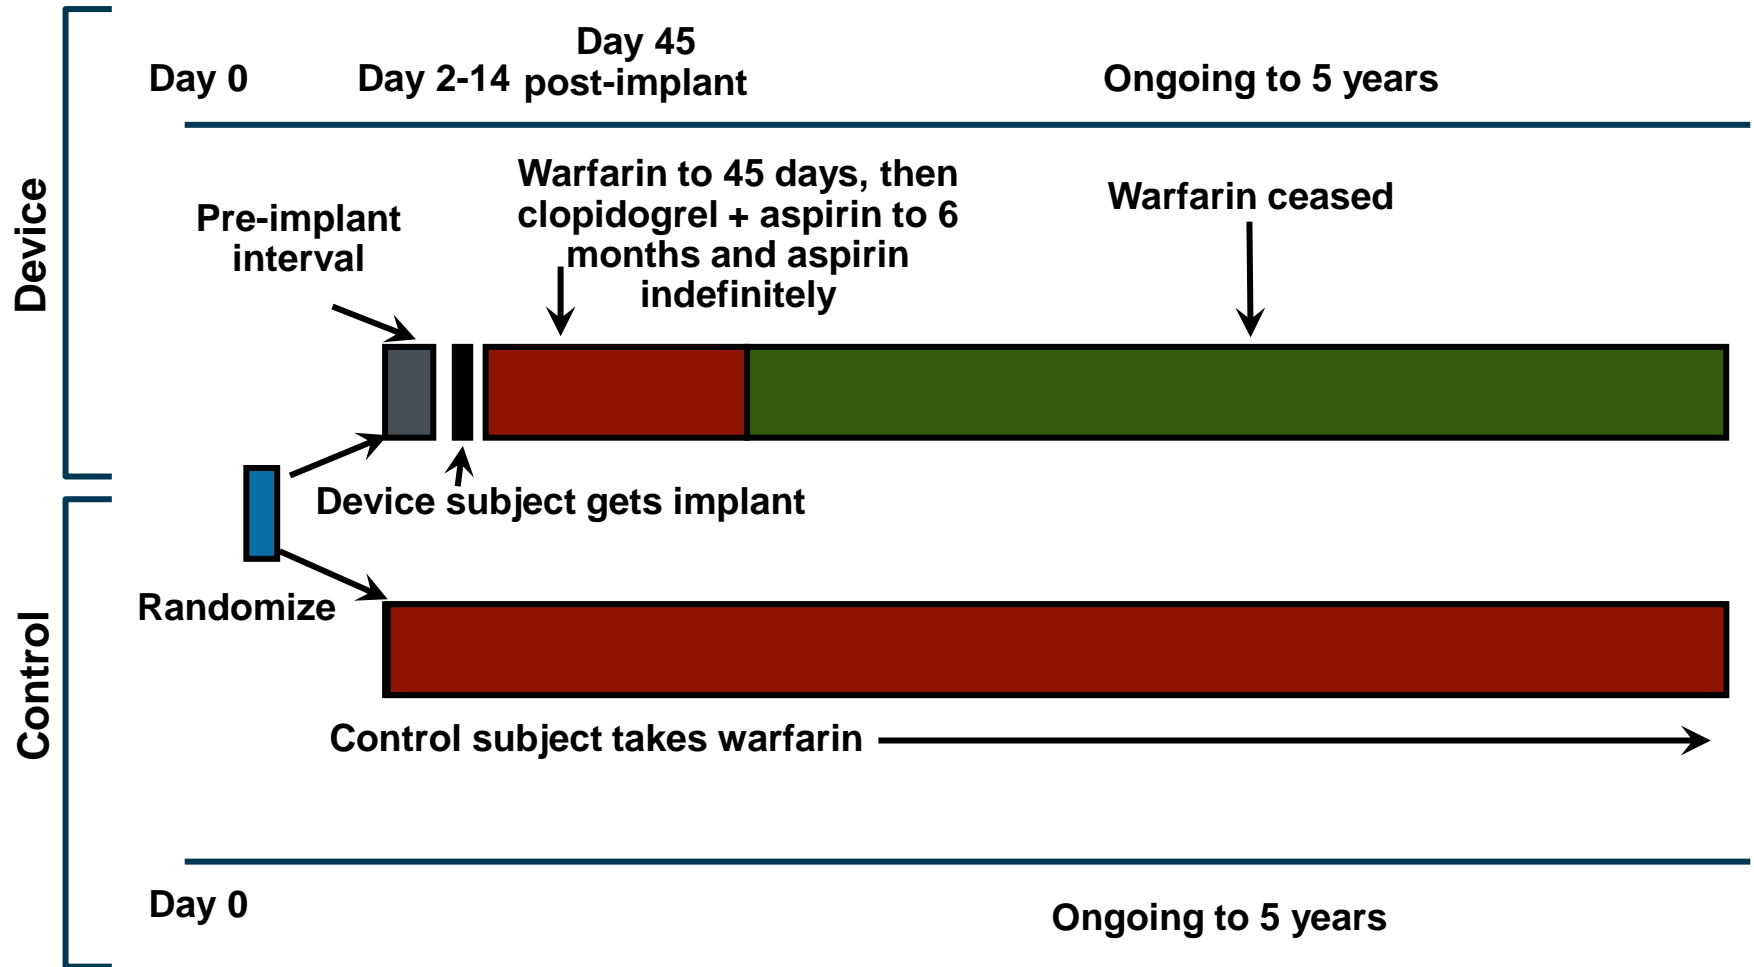 Device
Day 0
Day 2-14
Day 45
post-implant
Ongoing to 5 years
Pre-implant
interval
Warfarin to 45 days, then
clopidogrel + aspirin to 6
months and aspirin
indefinitely
Warfarin ceased
Device subject gets implant
Randomize
Control
Control subject takes warfarin
Day 0
Ongoing to 5 years